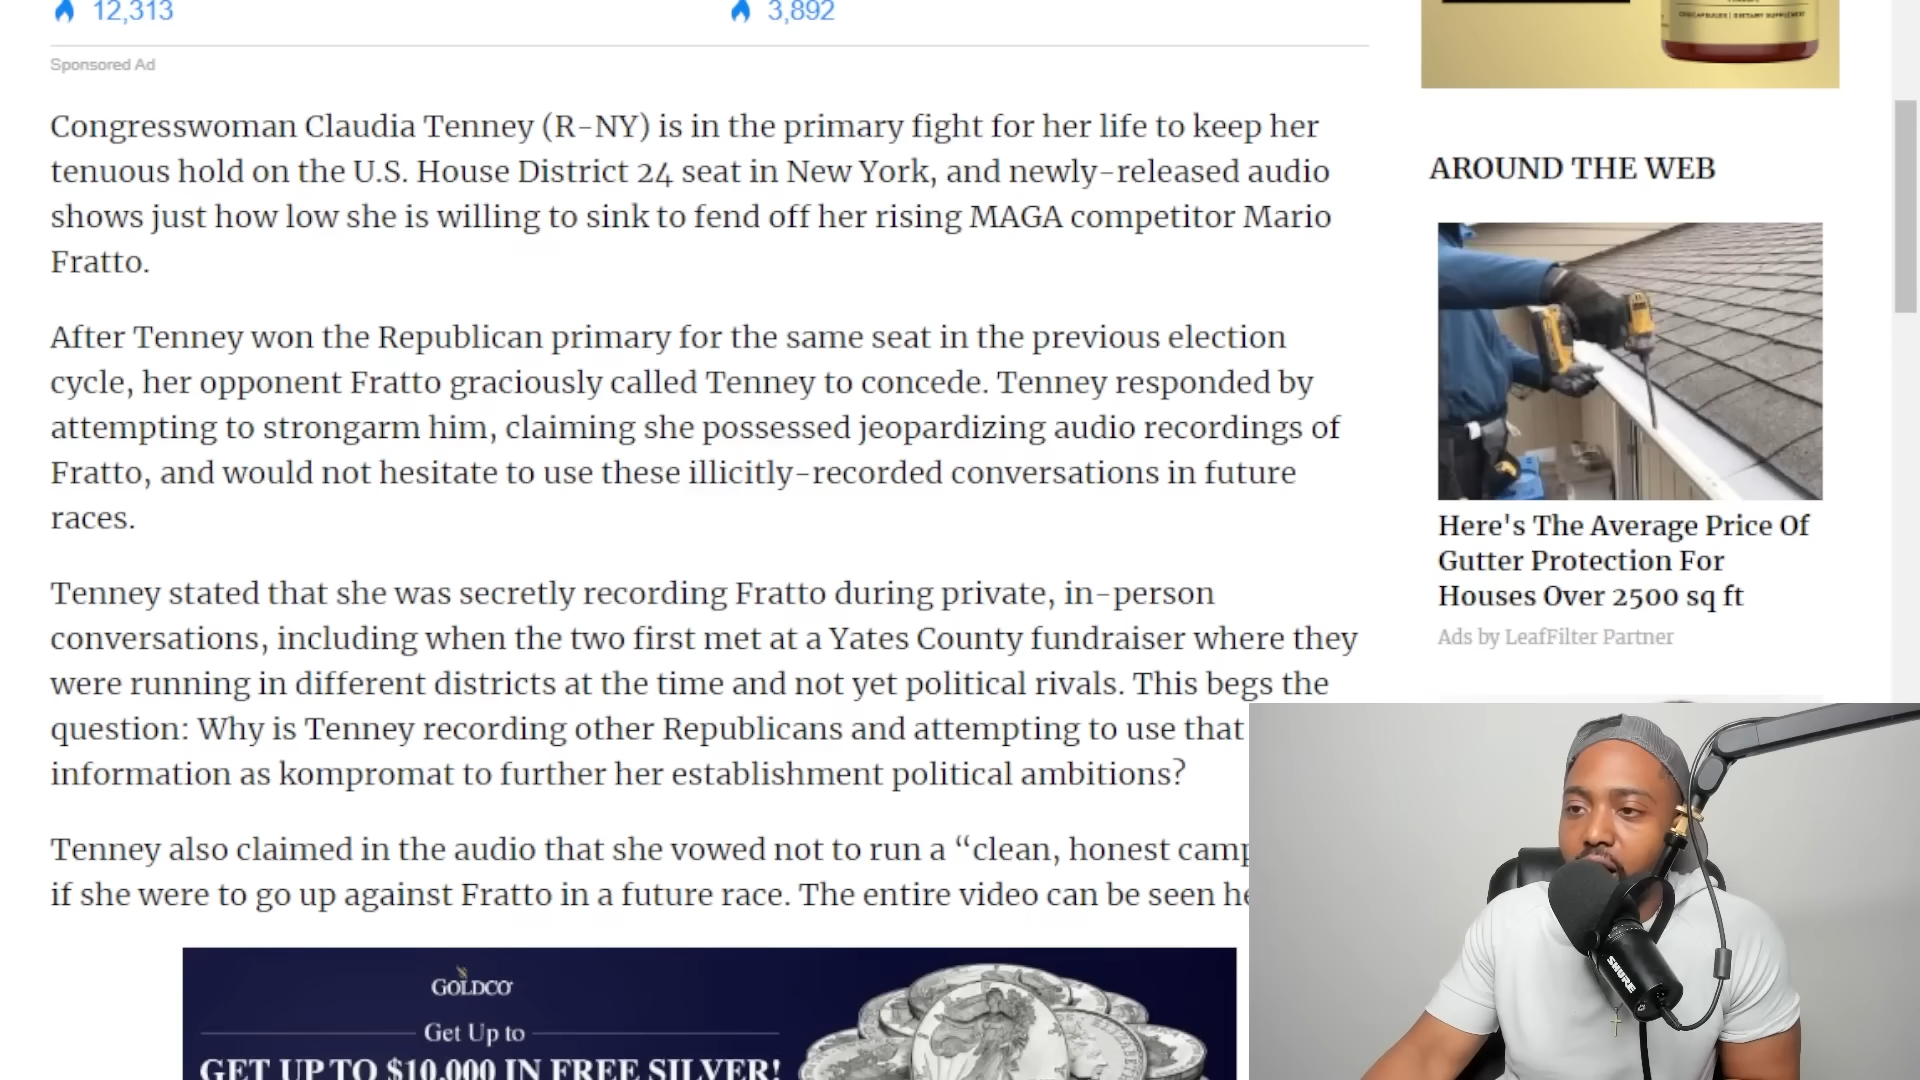 12,313
3,892
Sponsored Ad
Congresswoman Claudia Tenney (R-NY) is in the primary fight for her life to keep her
tenuous hold on the U.S. House District 24 seat in New York, and newly-released audio
shows just how low she is willing to sink to fend off her rising MAGA competitor Mario
Fratto.
After Tenney won the Republican primary for the same seat in the previous election
cycle, her opponent Fratto graciously called Tenney to concede. Tenney responded by
attempting to strongarm him, claiming she possessed jeopardizing audio recordings of
Fratto, and would not hesitate to use these illicitly-recorded conversations in future
races.
Tenney stated that she was secretly recording Fratto during private, in-person
conversations, including when the two first met at a Yates County fundraiser where they
were running in different districts at the time and not yet political rivals. This begs the
question: Why is Tenney recording other Republicans and attempting to use that
information as kompromat to further her establishment political ambitions?
Tenney also claimed in the audio that she vowed not to run a “clean, honest
if she were to go up against Fratto in a future race. The entire video can be seen
GOLDCO
Get Up to
GET UP TO $10,000 IN FREE SILVER!
DIETARY SUPPLEMENT
AROUND THE WEB
Here's The Average Price Of
Gutter Protection For
Houses Over 2500 sq ft
Ads by LeafFilter Partner
SHURE